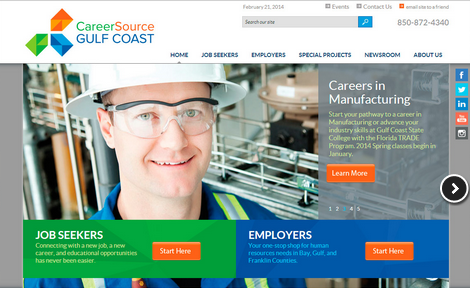 February 21, 2014
Events
Contact Us
email site to a friend
CareerSource
GULF COAST
Search our site
850-872-4340
HOME
JOB SEEKERS
EMPLOYERS
SPECIAL PROJECTS
NEWSROOM
ABOUT US
Careers in
Manufacturing
Start your pathway to a career in
Manufacturing or advance your
industry skills at Gulf Coast State
College with the Florida TRADE
Program. 2014 Spring classes begin in
January.
Learn More
1 2 3 4 5
JOB SEEKERS
Connecting with a new job, a new
career, and educational opportunities
has never been easier.
Start Here
EMPLOYERS
Your one-stop shop for human
resources needs in Bay, Gulf, and
Franklin Counties.
Start Here